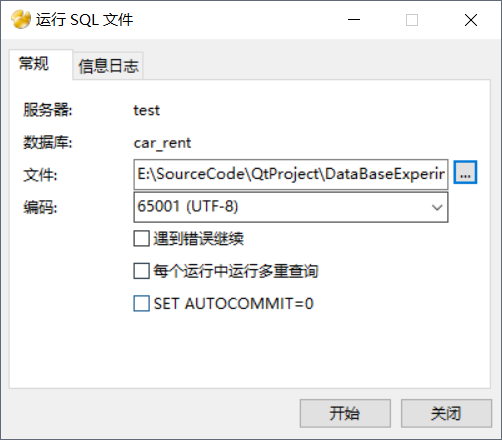 运行 SQL 文件
常规
信息日志
服务器: test
数据库: car_rent
文件: E:\SourceCode\QtProject\DataBaseExperin ...
编码: 65001 (UTF-8)
遇到错误继续
每个运行中运行多重查询
SET AUTOCOMMIT=0
开始 关闭